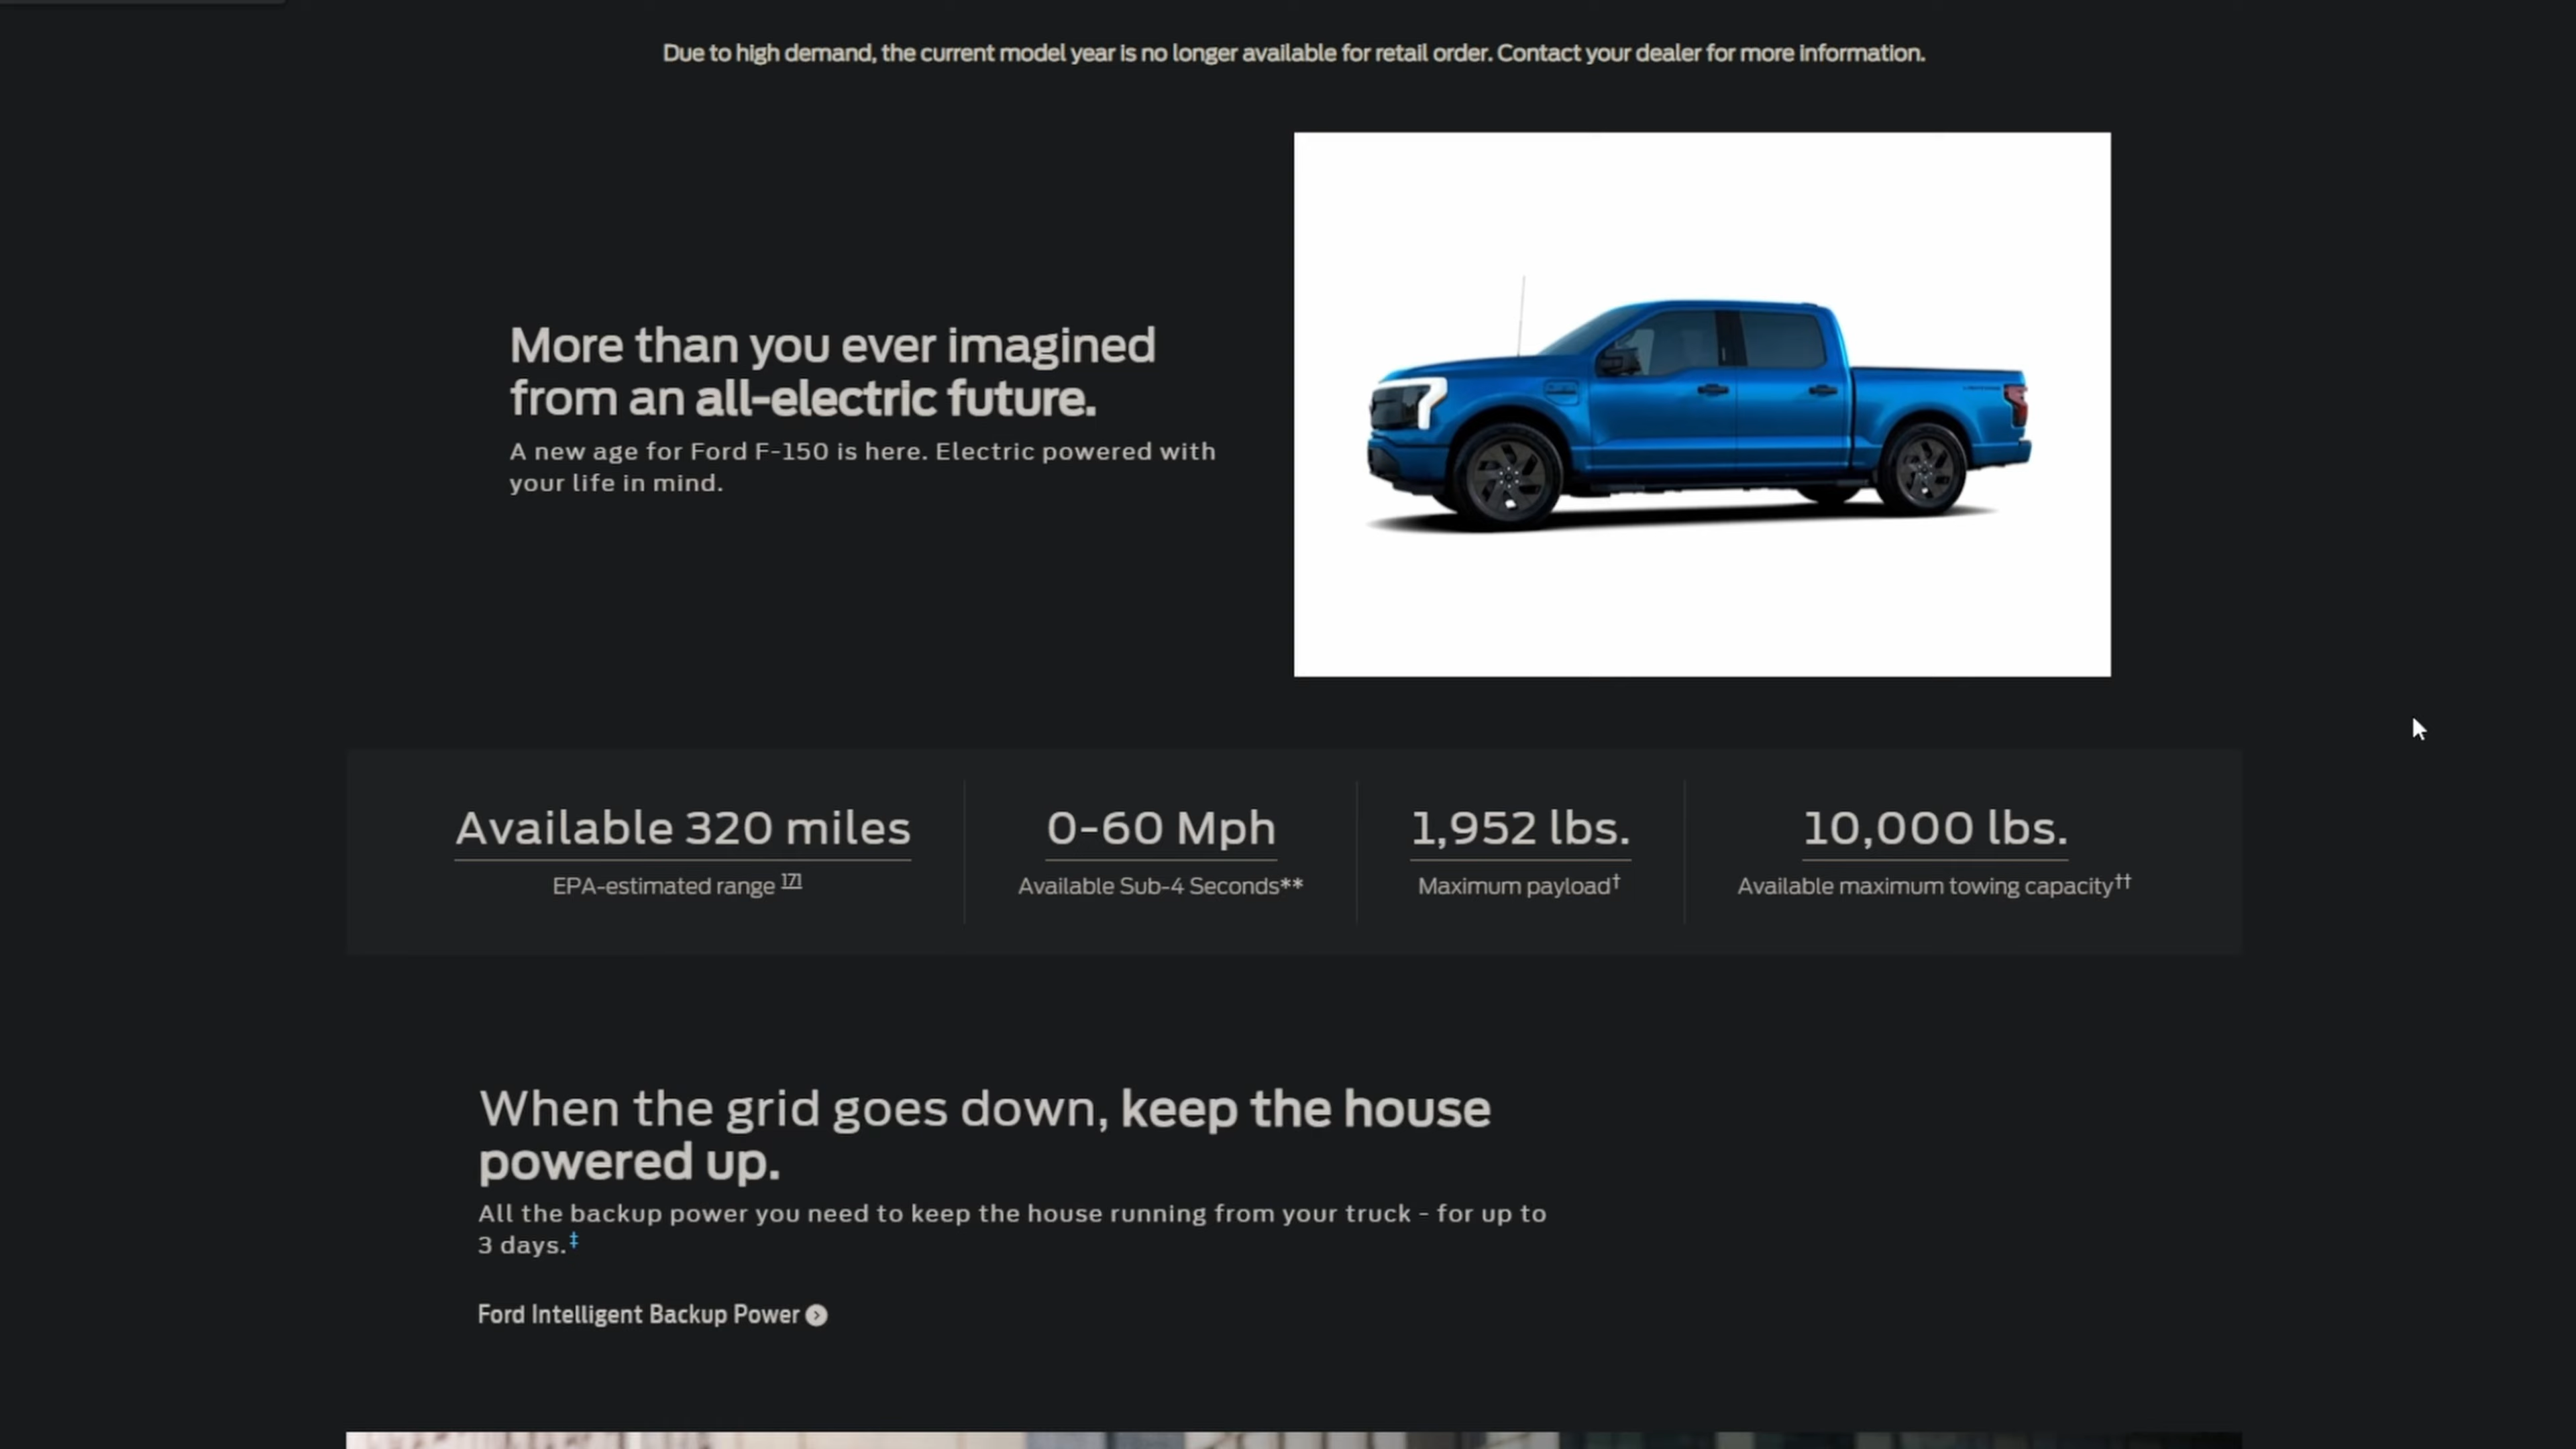 Due to high demand, the current model year is no longer available for retail order. Contact your dealer for more information.
More than you ever imagined
from an all-electric future.
A new age for Ford F-150 is here. Electric powered with
your life in mind.
Available 320 miles
EPA-estimated range [17]
0-60 Mph
Available Sub-4 Seconds**
1,952 lbs.
Maximum payload†
10,000 lbs.
Available maximum towing capacity††
When the grid goes down, keep the house
powered up.
All the backup power you need to keep the house running from your truck - for up to
3 days.‡
Ford Intelligent Backup Power